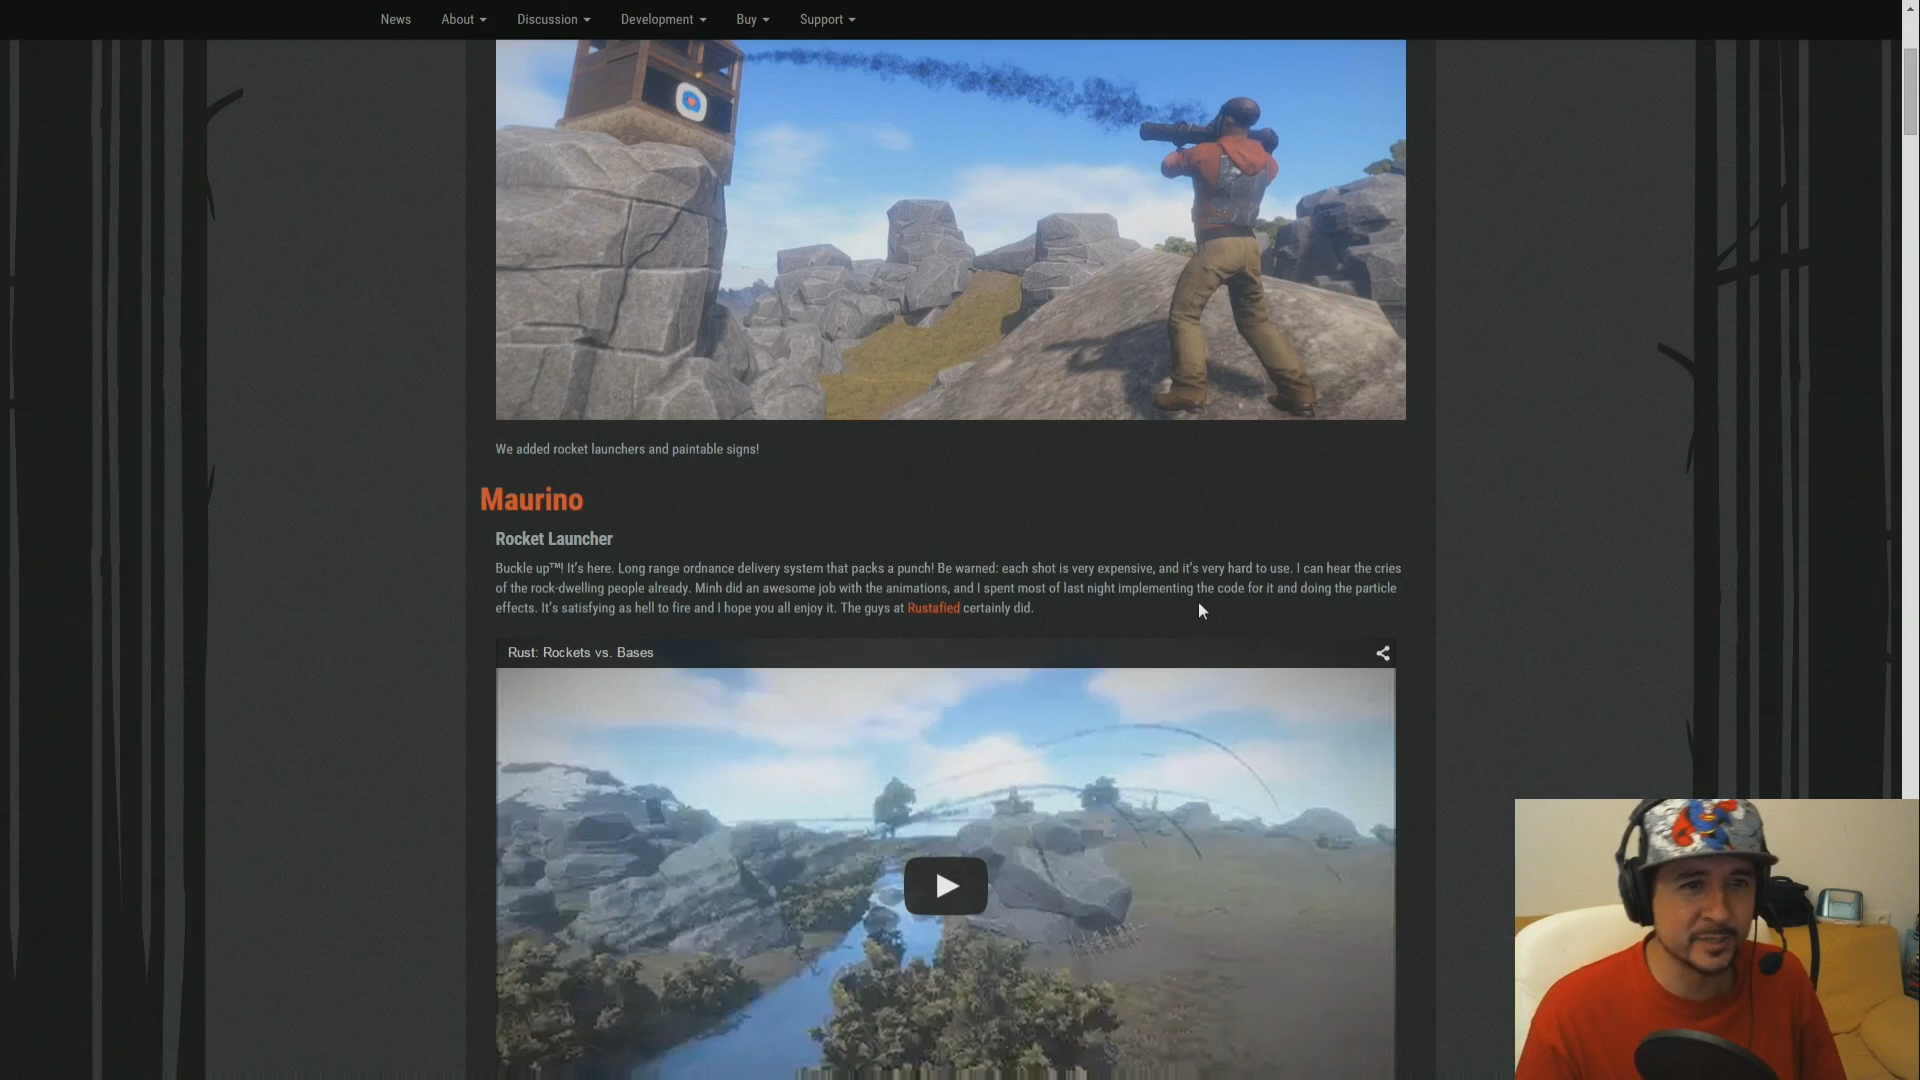 News About Discussion Development Buy Support
We added rocket launchers and paintable signs!
Maurino
Rocket Launcher
Buckle up™! It's here. Long range ordnance delivery system that packs a punch! Be warned: each shot is very expensive, and it's very hard to use. I can hear the cries
of the rock-dwelling people already. Minh did an awesome job with the animations, and I spent most of last night implementing the code for it and doing the particle
effects. It's satisfying as hell to fire and I hope you all enjoy it. The guys at Rustafied certainly did.
Rust: Rockets vs. Bases